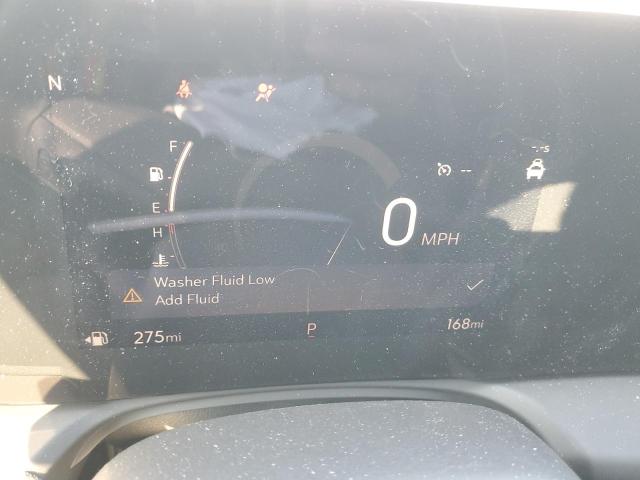 N
F
-.-s
--
E
0 MPH
H
Washer Fluid Low
Add Fluid
275mi
P
168mi